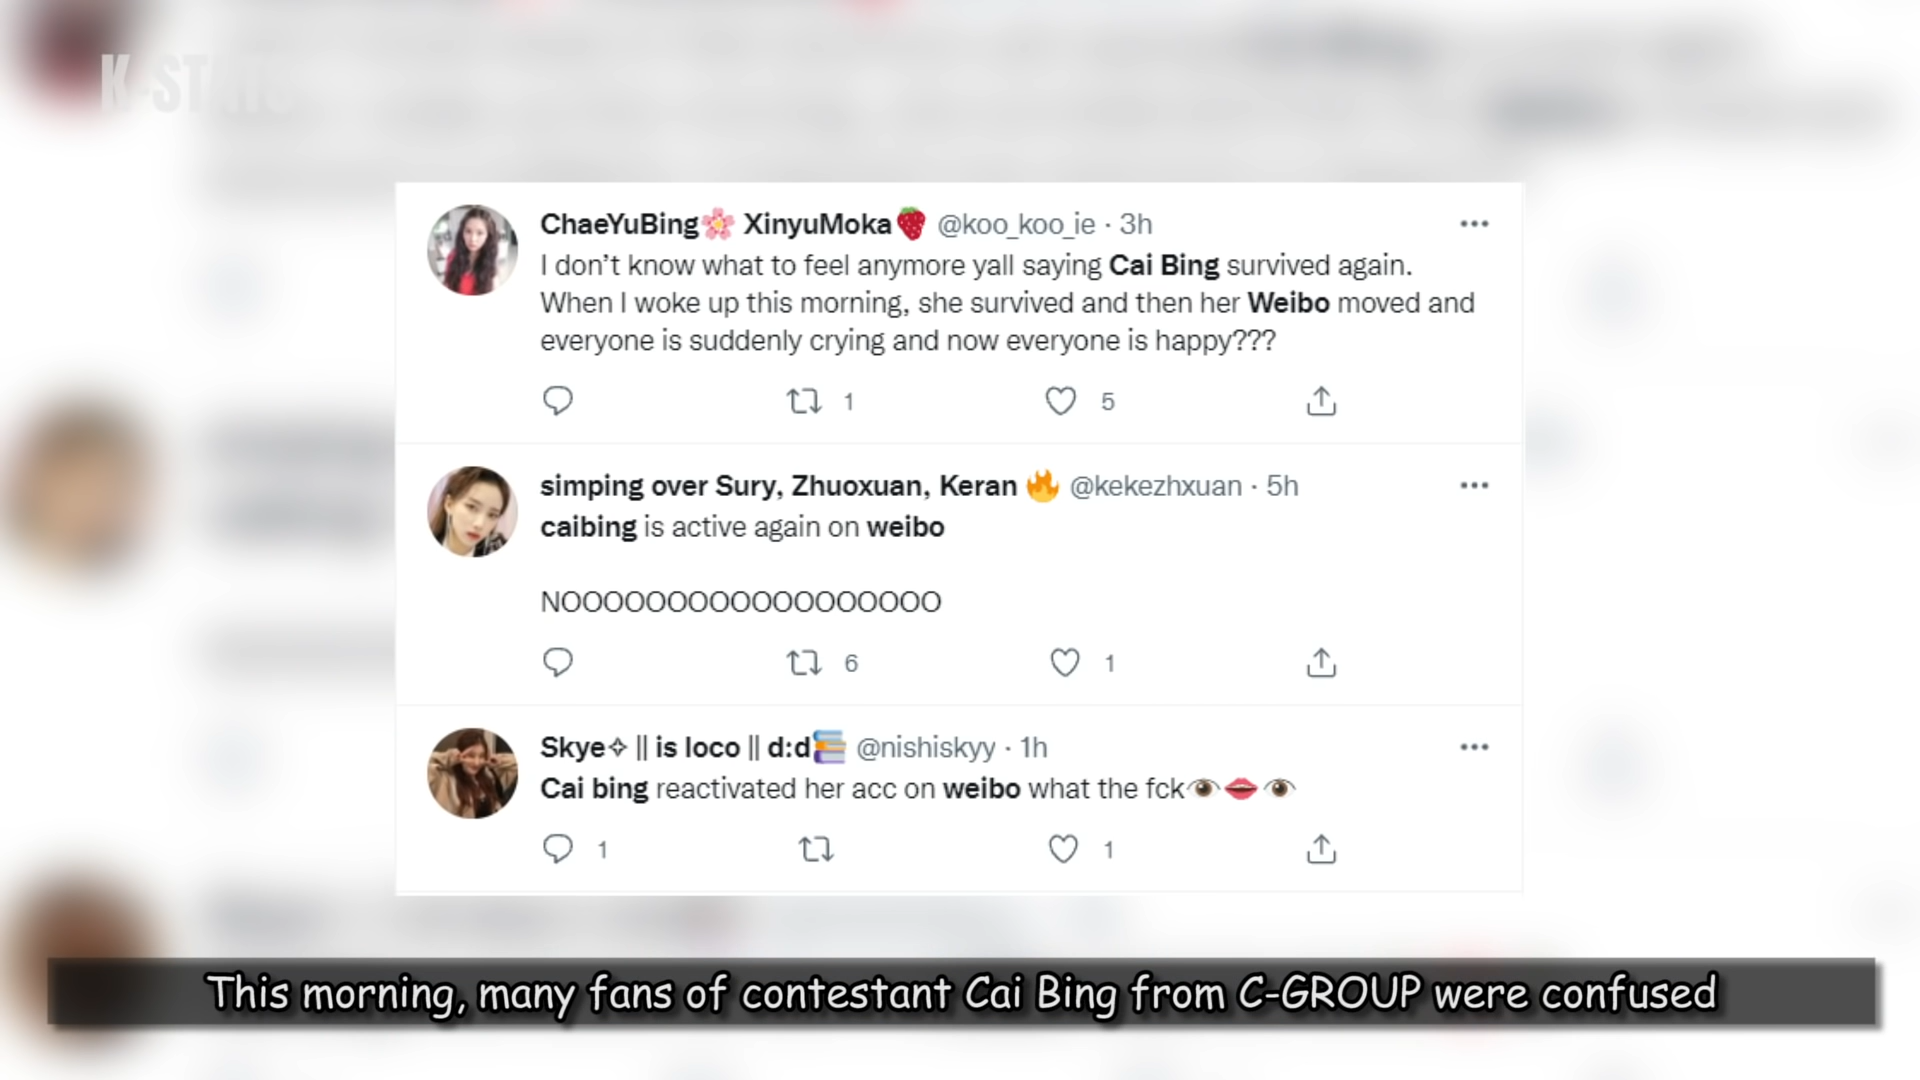 K-STARS
ChaeYuBing🌸 XinyuMoka🍓 @koo_koo_ie · 3h
I don’t know what to feel anymore yall saying Cai Bing survived again.
When I woke up this morning, she survived and then her Weibo moved and
everyone is suddenly crying and now everyone is happy???
1 5
simping over Sury, Zhuoxuan, Keran 🔥 @kekezhxuan · 5h
caibing is active again on weibo
NOOOOOOOOOOOOOOOOOO
6 1
Skye✧ || is loco || d:d📚 @nishiskyy · 1h
Cai bing reactivated her acc on weibo what the fck👁️👄👁️
1 1
This morning, many fans of contestant Cai Bing from C-GROUP were confused